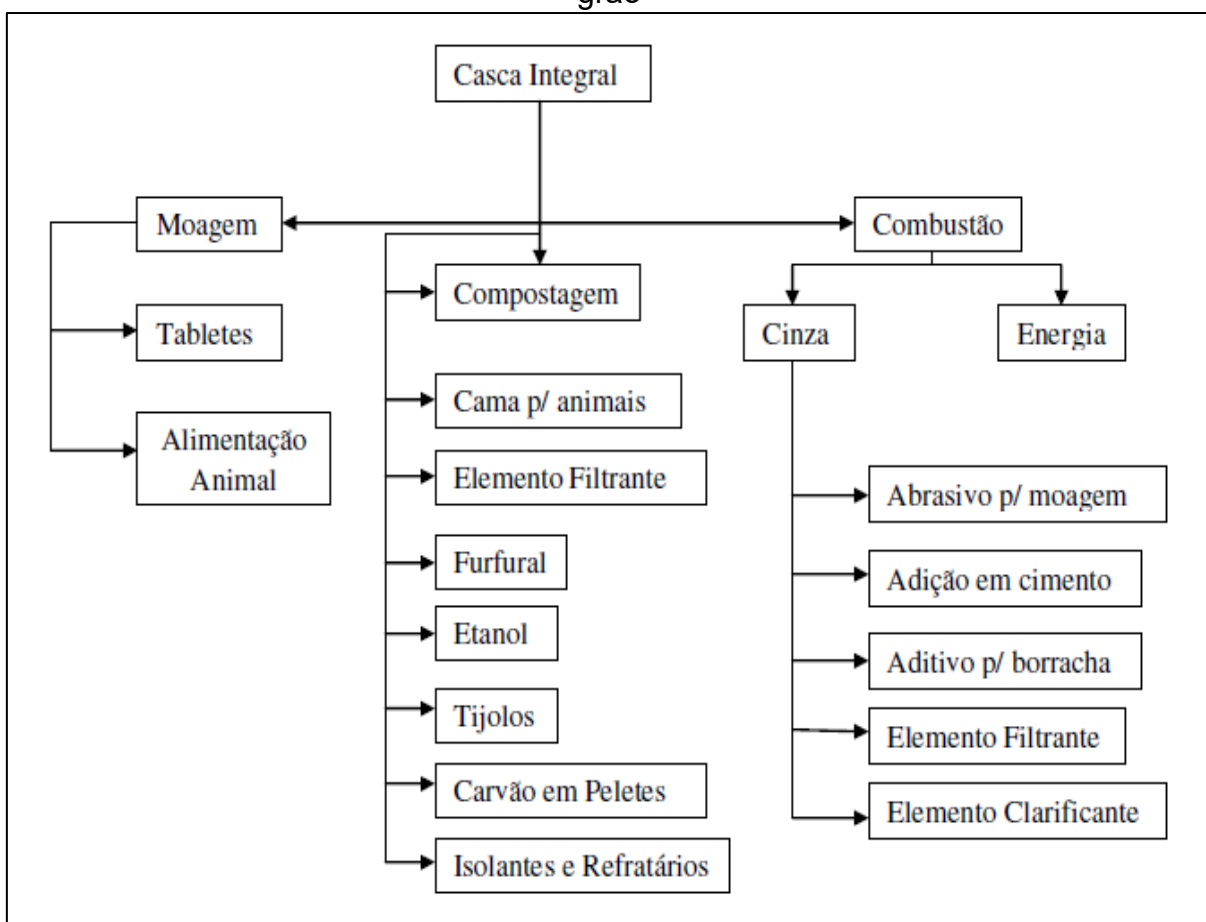 grão
Casca Integral
Moagem
Combustão
Compostagem
Tabletes
Cinza
Energia
Cama p/ animais
Alimentação
Animal
Elemento Filtrante
Abrasivo p/ moagem
Furfural
Adição em cimento
Etanol
Aditivo p/ borracha
Tijolos
Elemento Filtrante
Carvão em Peletes
Elemento Clarificante
Isolantes e Refratários